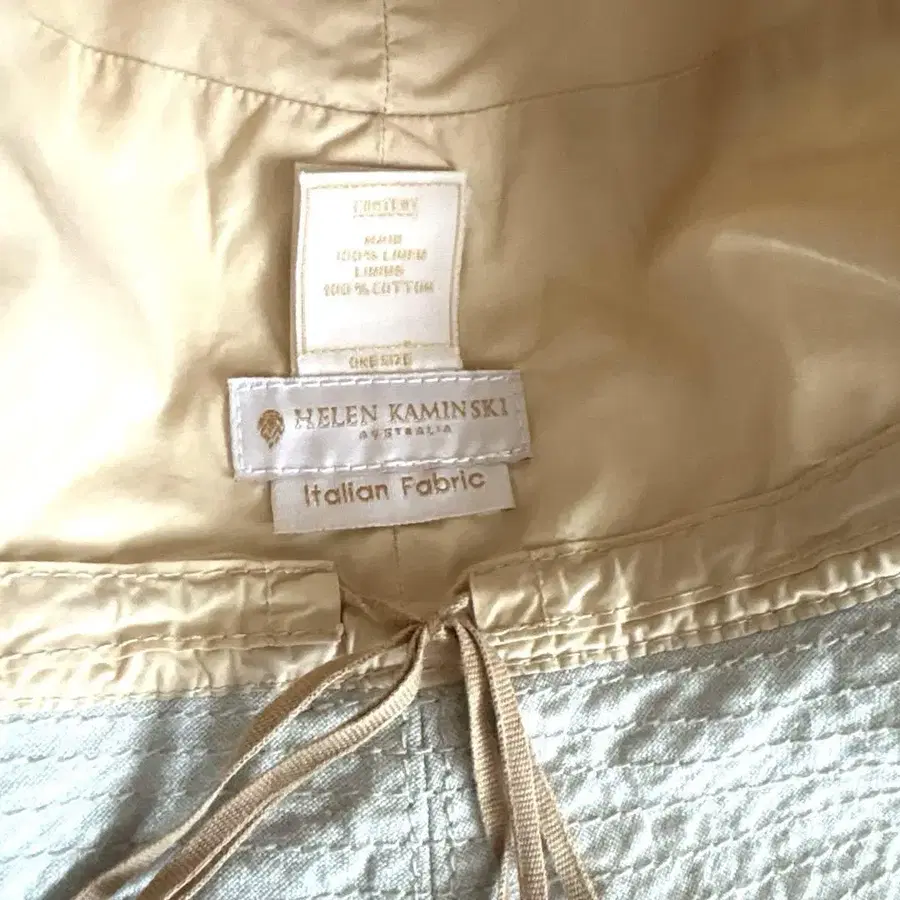 CONTENT
MAIN
100% LINEN
LINING
100% COTTON
ONE SIZE
HELEN KAMINSKI
AUSTRALIA
Italian Fabric